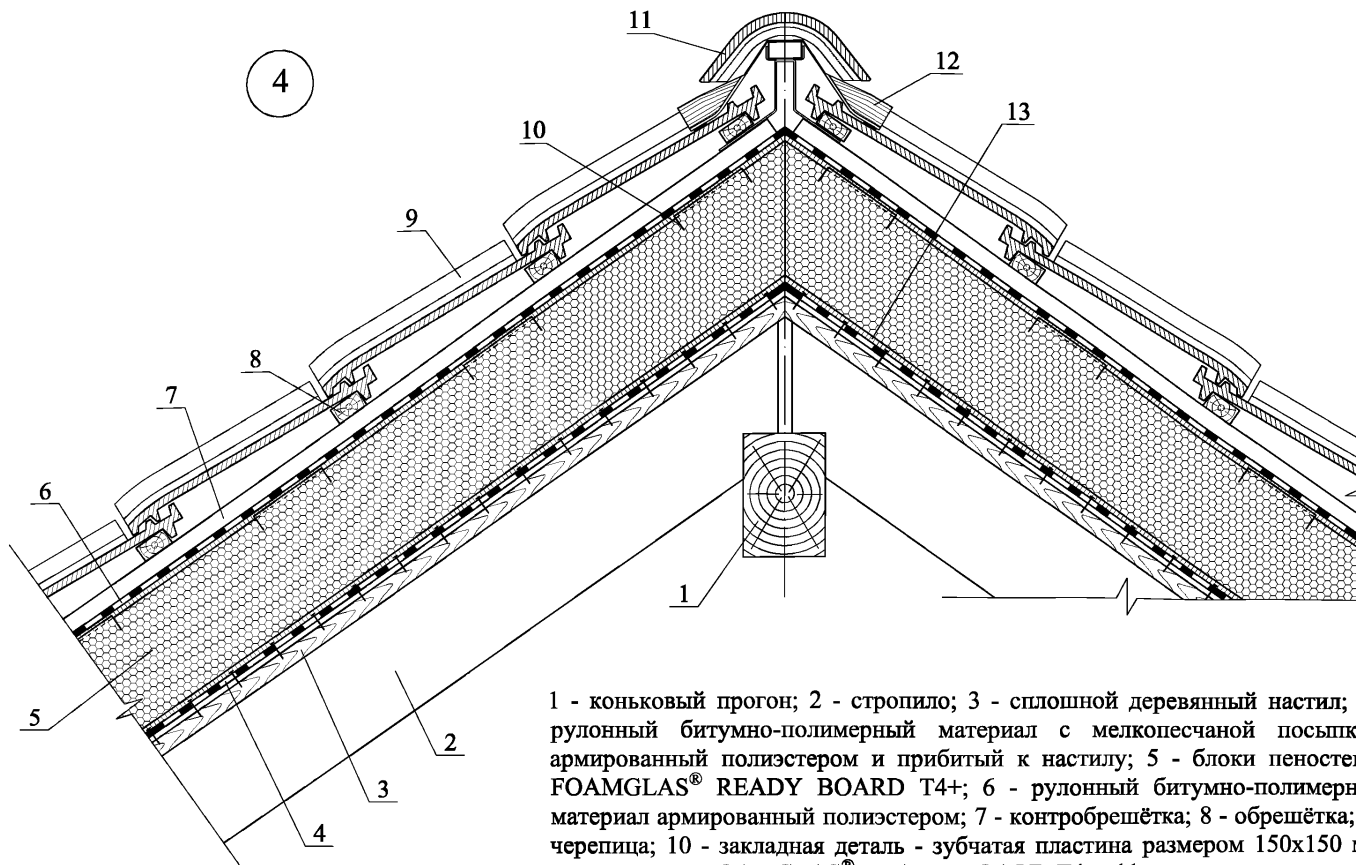 11
4
12
10
13
9
8
7
6
1
5
2
3
4
1 - коньковый прогон; 2 - стропило; 3 - сплошной деревянный настил;
рулонный битумно-полимерный материал с мелкопесчаной посыпк
армированный полиэстером и прибитый к настилу; 5 - блоки пеностек
FOAMGLAS® READY BOARD T4+; 6 - рулонный битумно-полимерн
материал армированный полиэстером; 7 - контробрешётка; 8 - обрешётка;
черепица; 10 - закладная деталь - зубчатая пластина размером 150х150 м